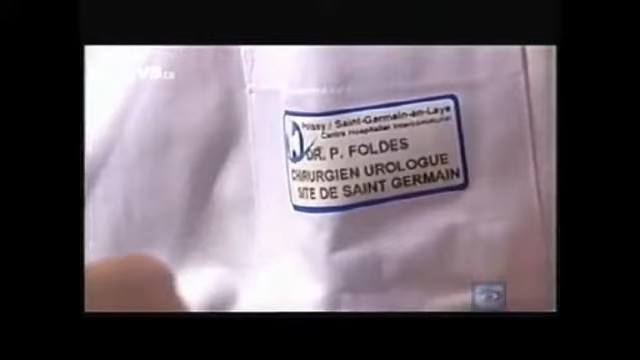 Poissy / Saint-Germain-en-Laye
Centre Hospitalier Intercommunal
DR. P. FOLDES
CHIRURGIEN UROLOGUE
SITE DE SAINT GERMAIN